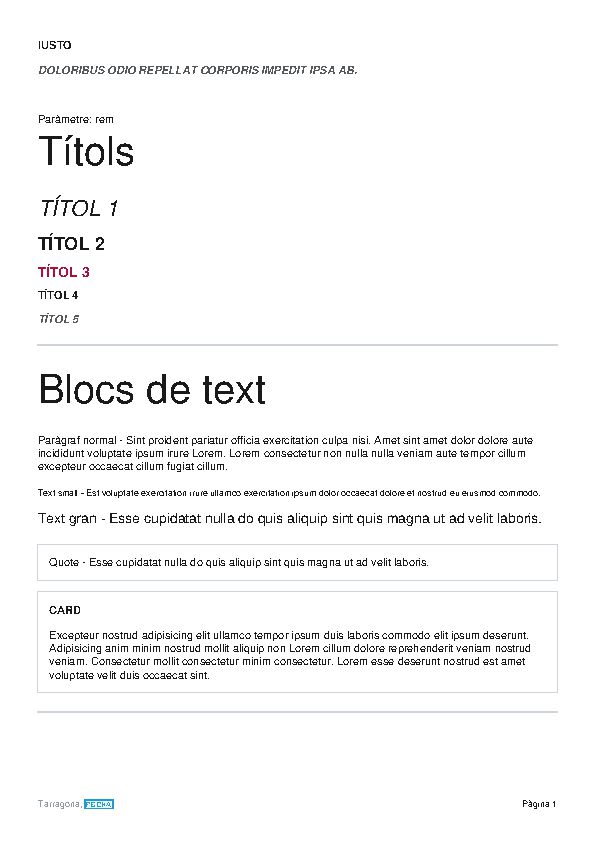 IUSTO
DOLORIBUS ODIO REPELLAT CORPORIS IMPEDIT IPSA AB.
Paràmetre: rem
Títols
TÍTOL 1
TÍTOL 2
TÍTOL 3
TÍTOL 4
TÍTOL 5
Blocs de text
Paràgraf normal - Sint proident pariatur officia exercitation culpa nisi. Amet sint amet dolor dolore aute
incididunt voluptate ipsum irure Lorem. Lorem consectetur non nulla nulla veniam aute tempor cillum
excepteur occaecat cillum fugiat cillum.
Text small - Est voluptate exercitation irure ullamco exercitation ipsum dolor occaecat dolore et nostrud eu eiusmod commodo.
Text gran - Esse cupidatat nulla do quis aliquip sint quis magna ut ad velit laboris.
Quote - Esse cupidatat nulla do quis aliquip sint quis magna ut ad velit laboris.
CARD
Excepteur nostrud adipisicing elit ullamco tempor ipsum duis laboris commodo elit ipsum deserunt.
Adipisicing anim minim nostrud mollit aliquip non Lorem cillum dolore reprehenderit veniam nostrud
veniam. Consectetur mollit consectetur minim consectetur. Lorem esse deserunt nostrud est amet
voluptate velit duis occaecat sint.
Tarragona, FECHA
Pàgina 1